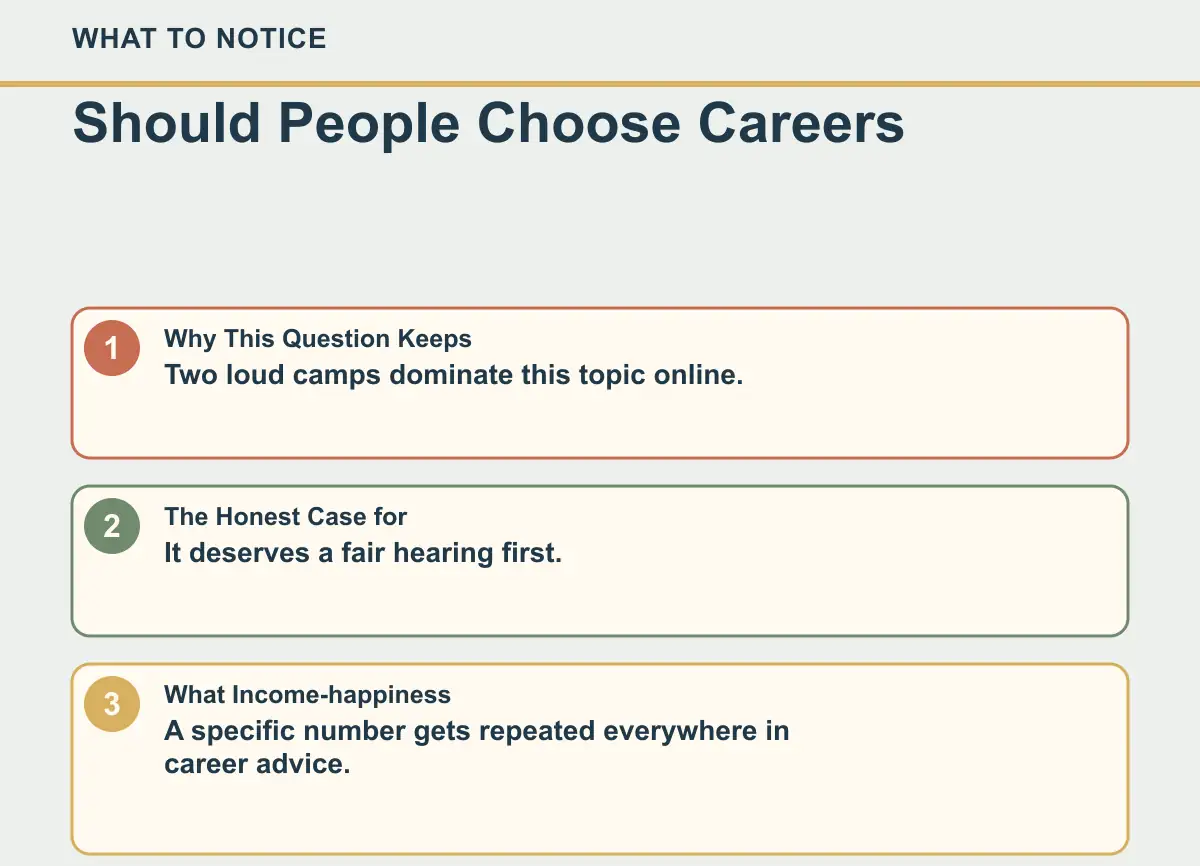 WHAT TO NOTICE
Should People Choose Careers
1
Why This Question Keeps
Two loud camps dominate this topic online.
2
The Honest Case for
It deserves a fair hearing first.
3
What Income-happiness
A specific number gets repeated everywhere in
career advice.